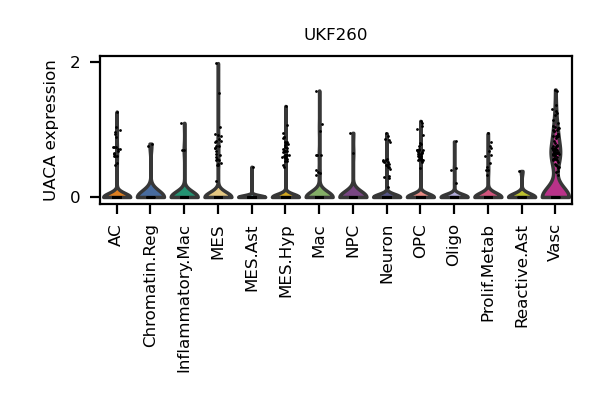 UKF260
UACA expression
2
0
AC
Chromatin.Reg
Inflammatory.Mac
MES
MES.Ast
MES.Hyp
Mac
NPC
Neuron
OPC
Oligo
Prolif.Metab
Reactive.Ast
Vasc